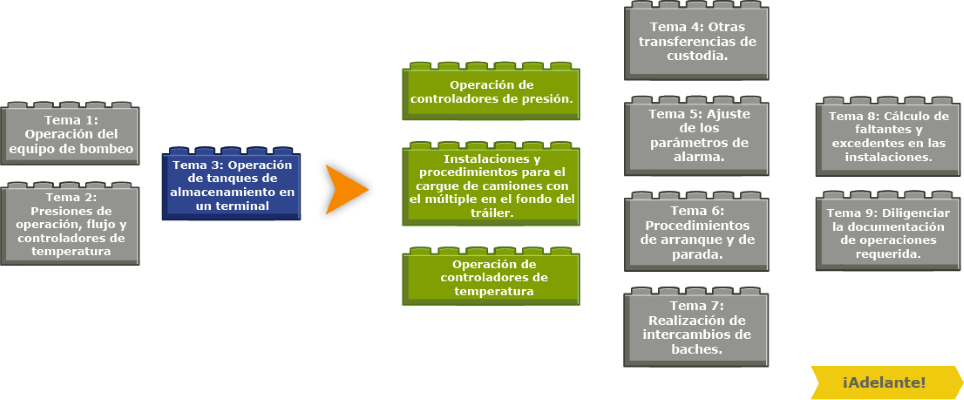 Tema 1:
Operación del
equipo de bombeo
Tema 2:
Presiones de
operación, flujo y
controladores de
temperatura
Tema 3: Operación
de tanques de
almacenamiento en
un terminal
Operación de
controladores de presión.
Instalaciones y
procedimientos para el
cargue de camiones con
el múltiple en el fondo del
tráiler.
Operación de
controladores de
temperatura
Tema 4: Otras
transferencias de
custodia.
Tema 5: Ajuste
de los
parámetros de
alarma.
Tema 6:
Procedimientos
de arranque y de
parada.
Tema 7:
Realización de
intercambios de
baches.
Tema 8: Cálculo de
faltantes y
excedentes en las
instalaciones.
Tema 9: Diligenciar
la documentación
de operaciones
requerida.
¡Adelante!